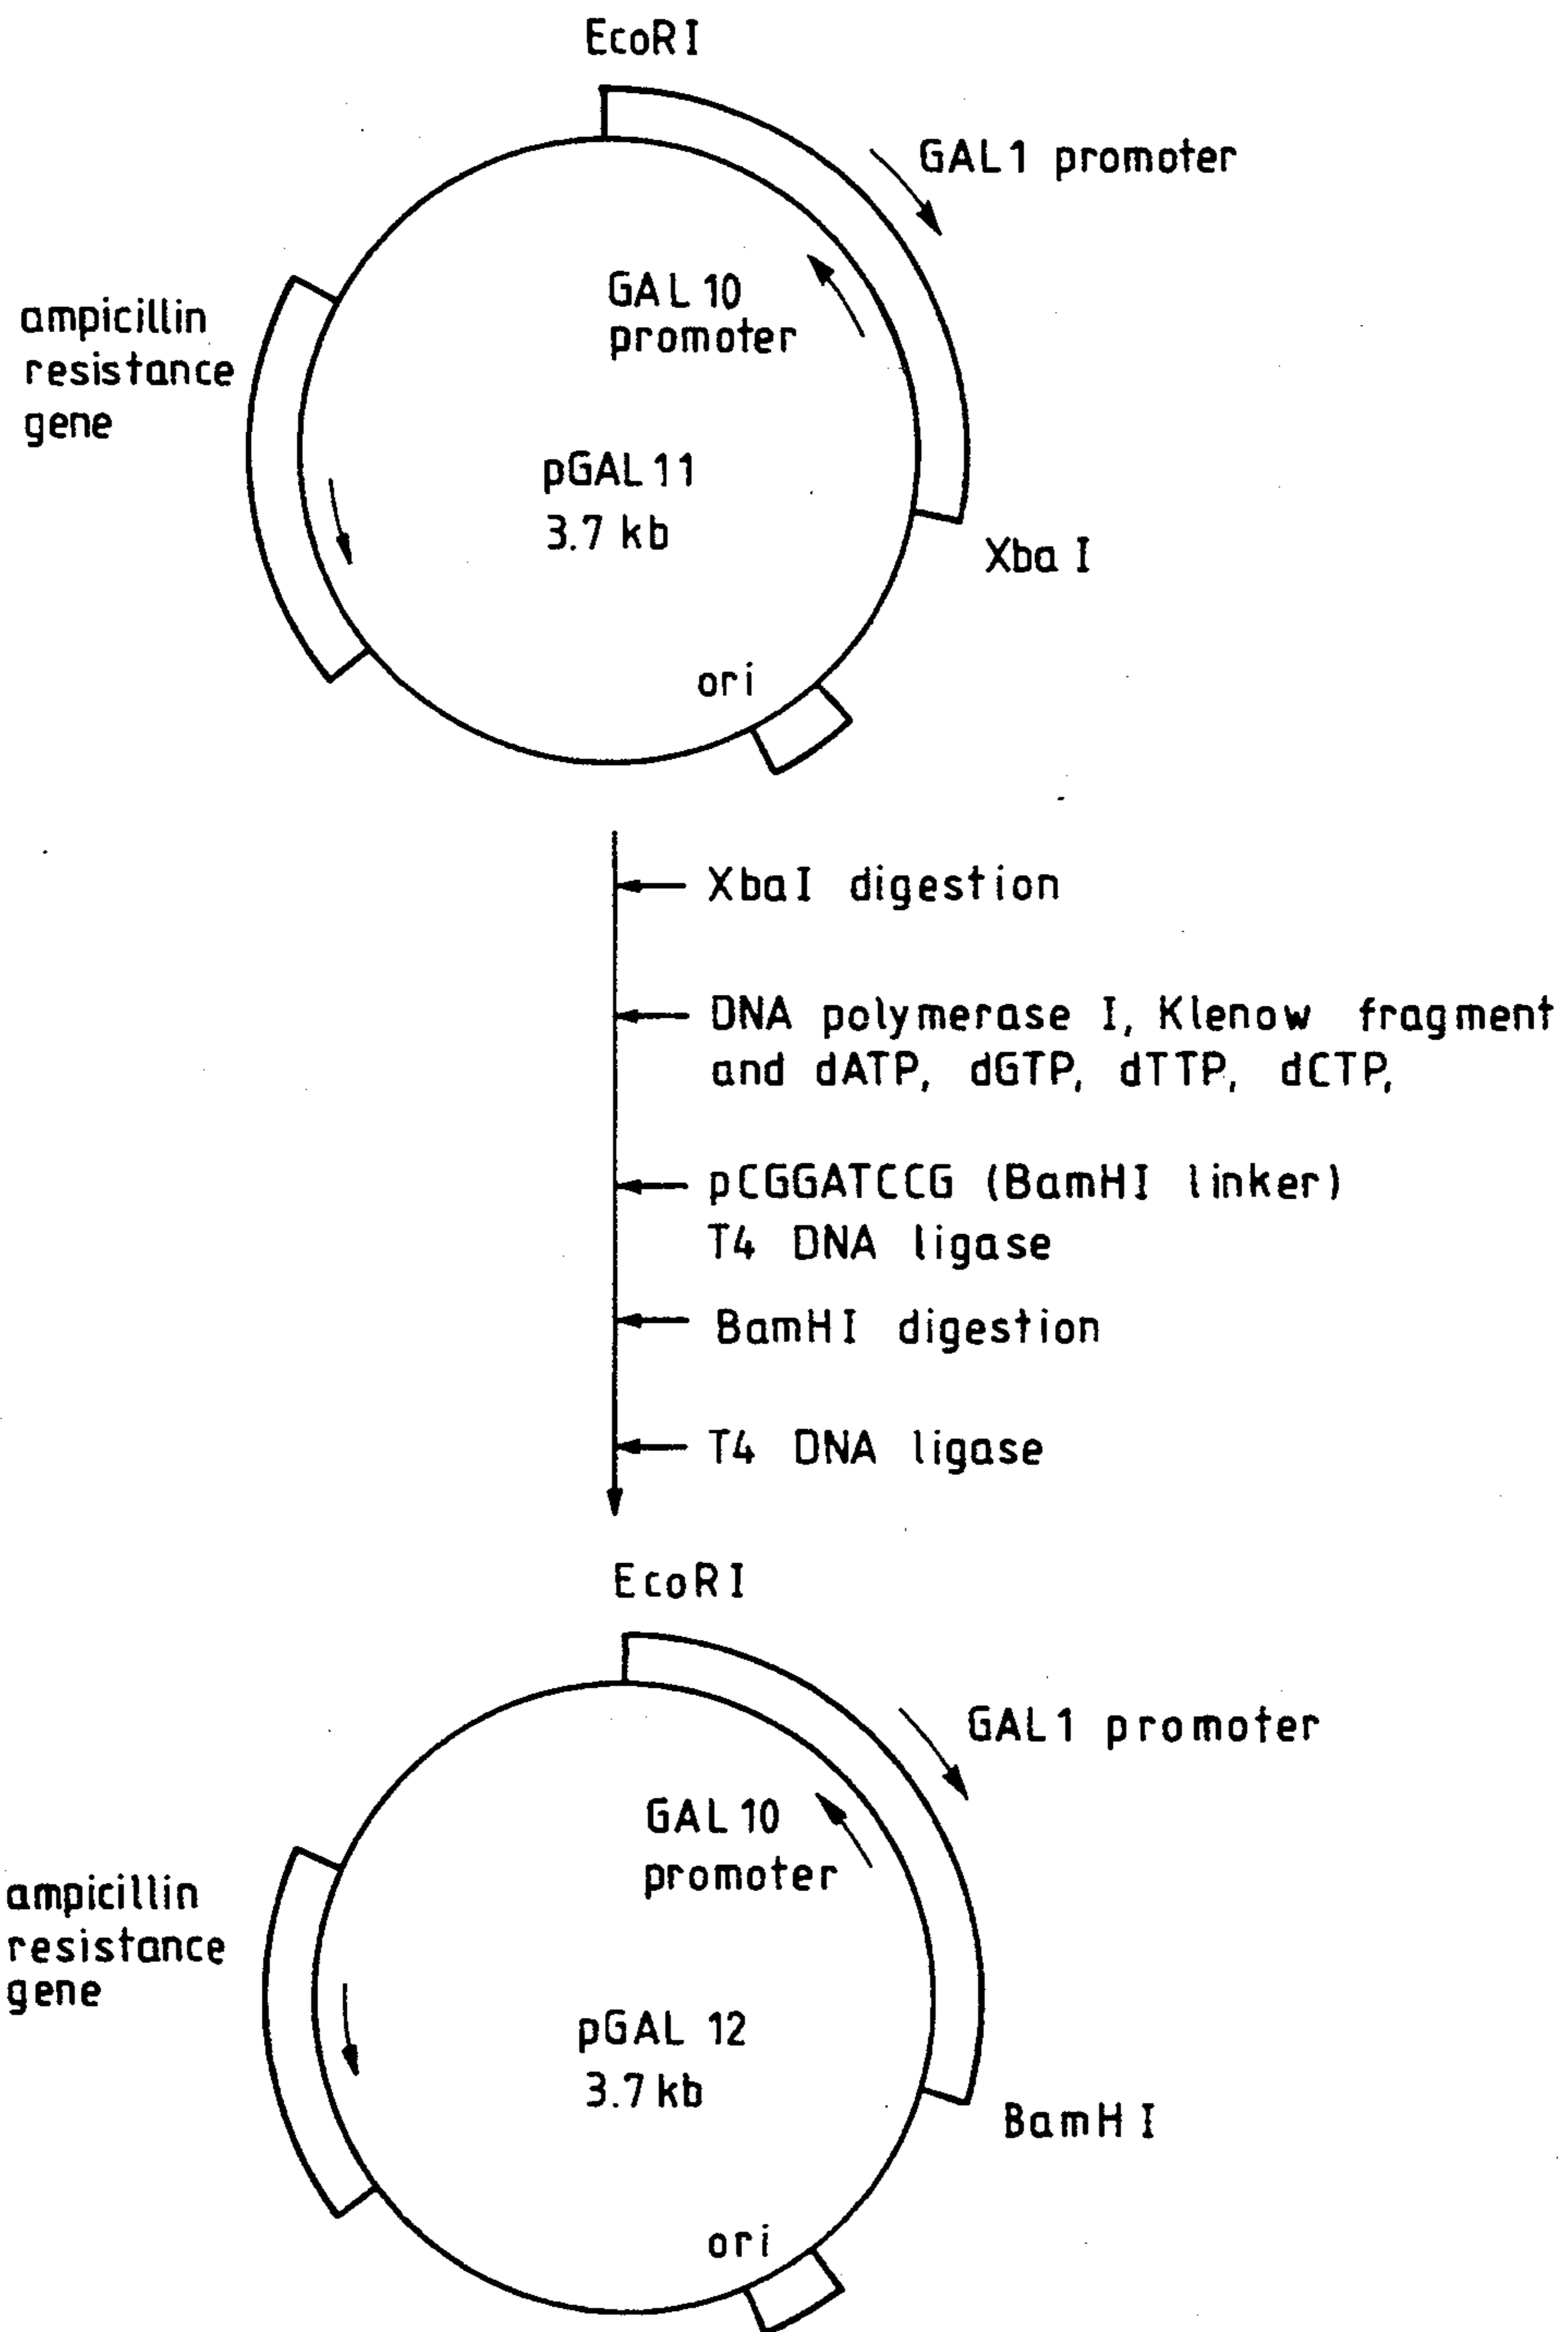 EcoRI
GAL1 promoter
GAL 10
promoter
ampicillin
resistance
gene
pGAL 11
3.7 kb
Xba I
ori
XbaI digestion
DNA polymerase I, Klenow fragment
and dATP, dGTP, dTTP, dCTP,
pCGGATCCG (BamHI linker)
T4 DNA ligase
BamHI digestion
T4 DNA ligase
EcoRI
GAL1 promoter
GAL 10
promoter
ampicillin
resistance
gene
pGAL 12
3.7 kb
BamH I
ori